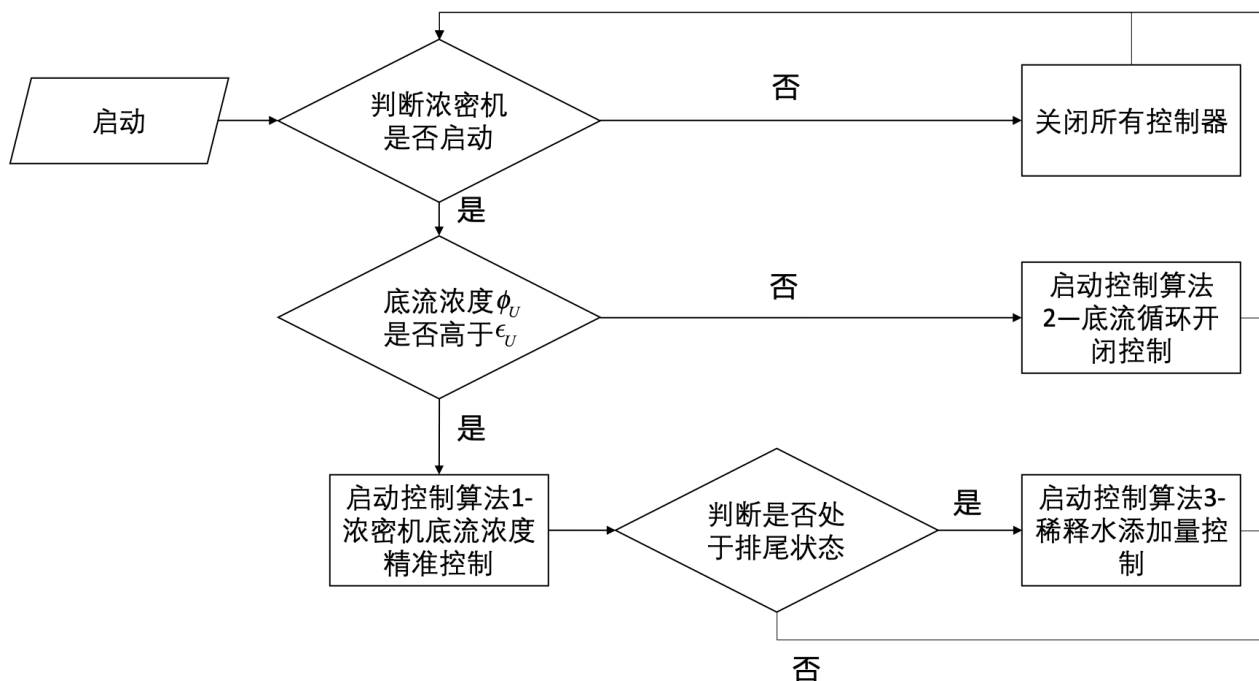 启动
判断浓密机
是否启动
否
关闭所有控制器
是
底流浓度ϕ_U
是否高于ϵ_U
否
启动控制算法
2—底流循环开
闭控制
是
启动控制算法1-
浓密机底流浓度
精准控制
判断是否处
于排尾状态
是
启动控制算法3-
稀释水添加量控
制
否